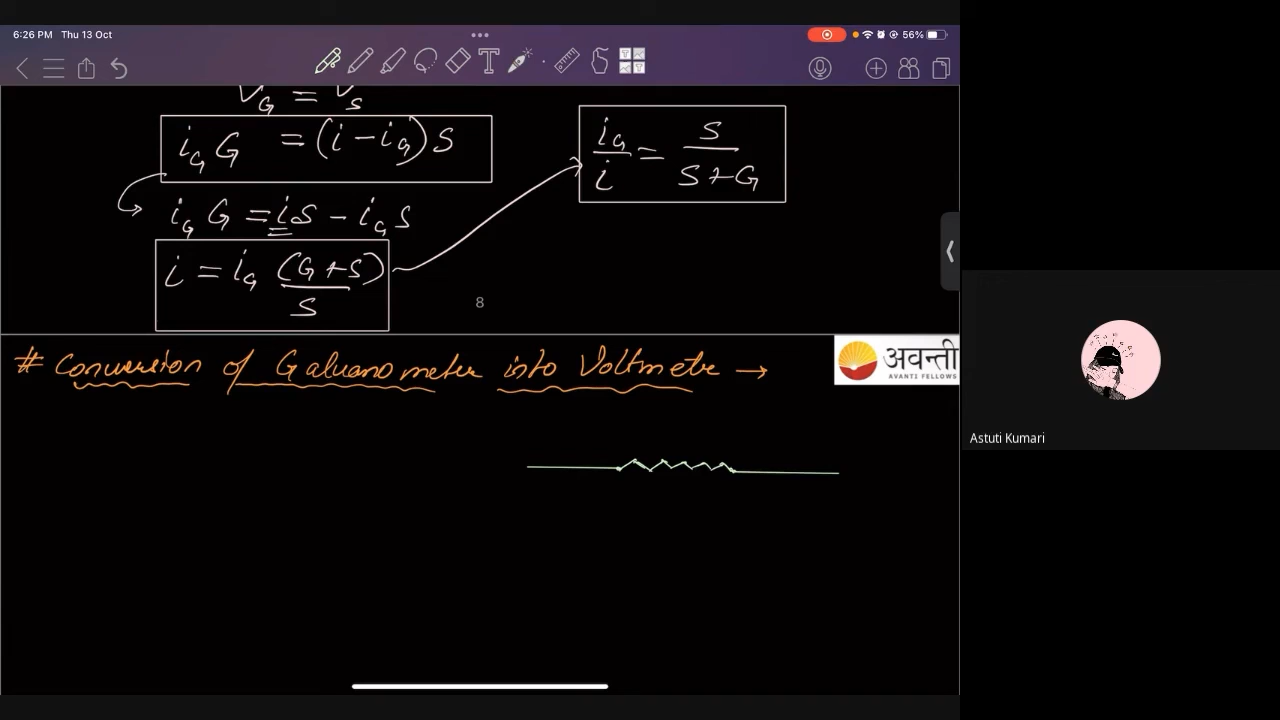 6:26 PM Thu 13 Oct
56%
V_G = V_S
i_G G = (i - i_G) S
i_G G = iS - i_G S
i = i_G (G+S)/S
i_G/i = S/(S+G)
8
# Conversion of Galvanometer into Voltmetr →
अवन्ती
AVANTI FELLOWS
Astuti Kumari